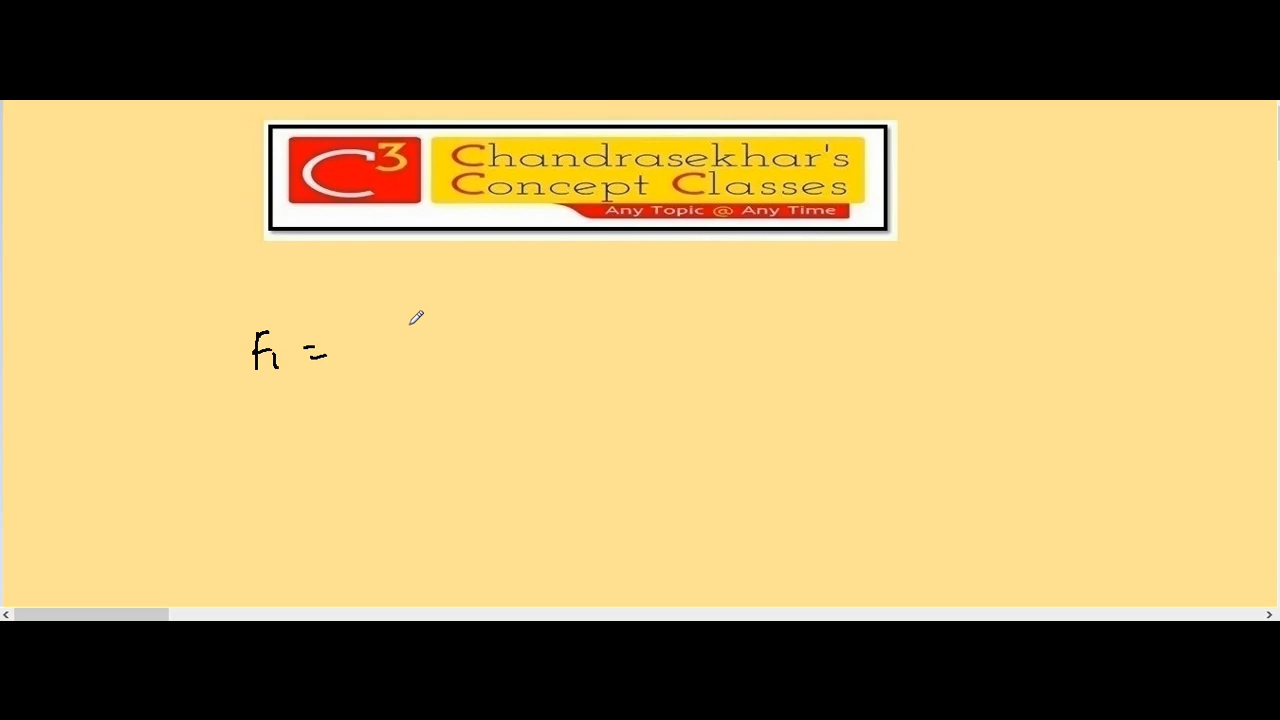 C3
Chandrasekhar's
Concept Classes
Any Topic @ Any Time
F1 =